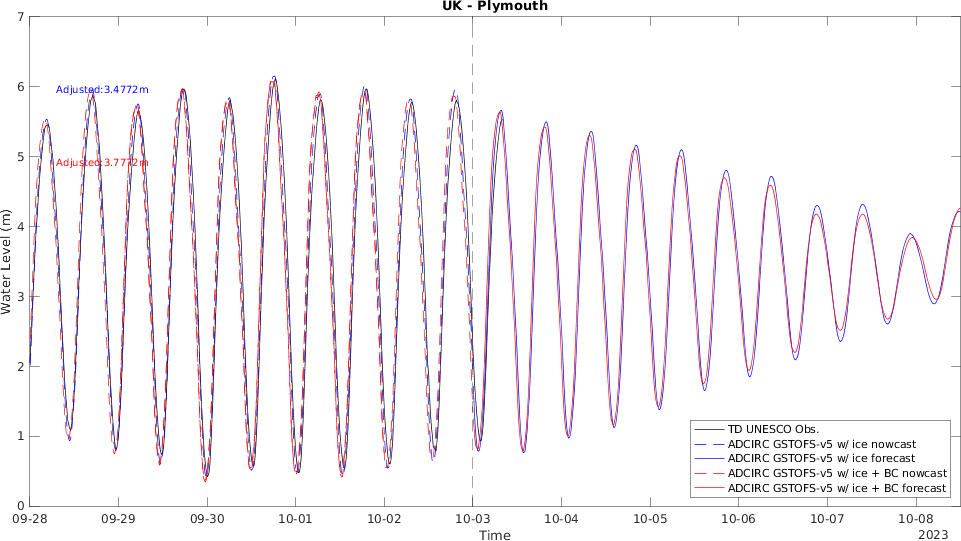 UK - Plymouth
7
6
5
4
3
2
1
0
Water Level (m)
Adjusted:3.4772m
Adjusted:3.7772m
TD UNESCO Obs.
ADCIRC GSTOFS-v5 w/ ice nowcast
ADCIRC GSTOFS-v5 w/ ice forecast
ADCIRC GSTOFS-v5 w/ ice + BC nowcast
ADCIRC GSTOFS-v5 w/ ice + BC forecast
09-28 09-29 09-30 10-01 10-02 10-03 10-04 10-05 10-06 10-07 10-08
Time
2023